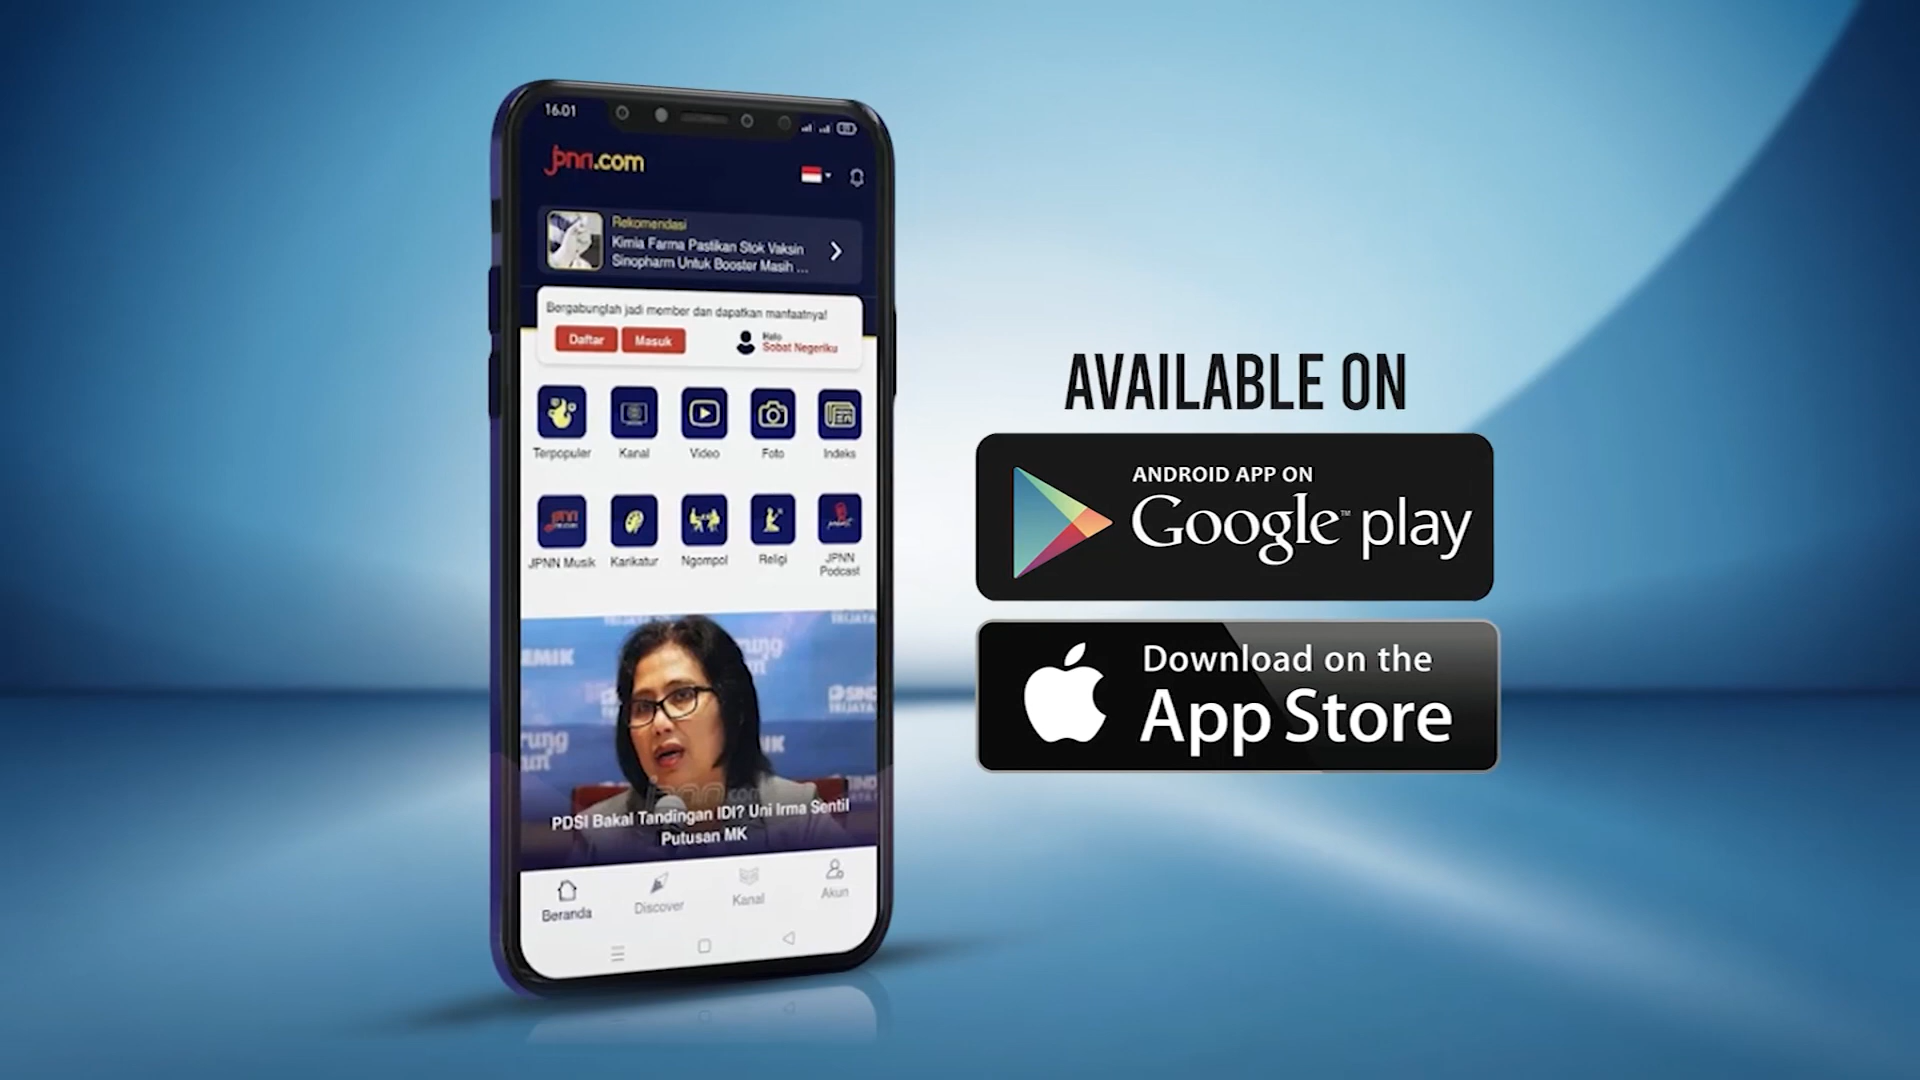 16.01
jpnn.com
Rekomendasi
Kimia Farma Pastikan Stok Vaksin
Sinopharm Untuk Booster Masih ...
Bergabunglah jadi member dan dapatkan manfaatnya!
Daftar
Masuk
Halo
Sobat Negeriku
Terpopuler
Kanal
Video
Foto
Indeks
JPNN Musik
Karikatur
Ngompol
Religi
JPNN
Podcast
PDSI Bakal Tandingan IDI? Uni Irma Sentil
Putusan MK
Beranda
Discover
Kanal
Akun
AVAILABLE ON
ANDROID APP ON
Google™ play
Download on the
App Store